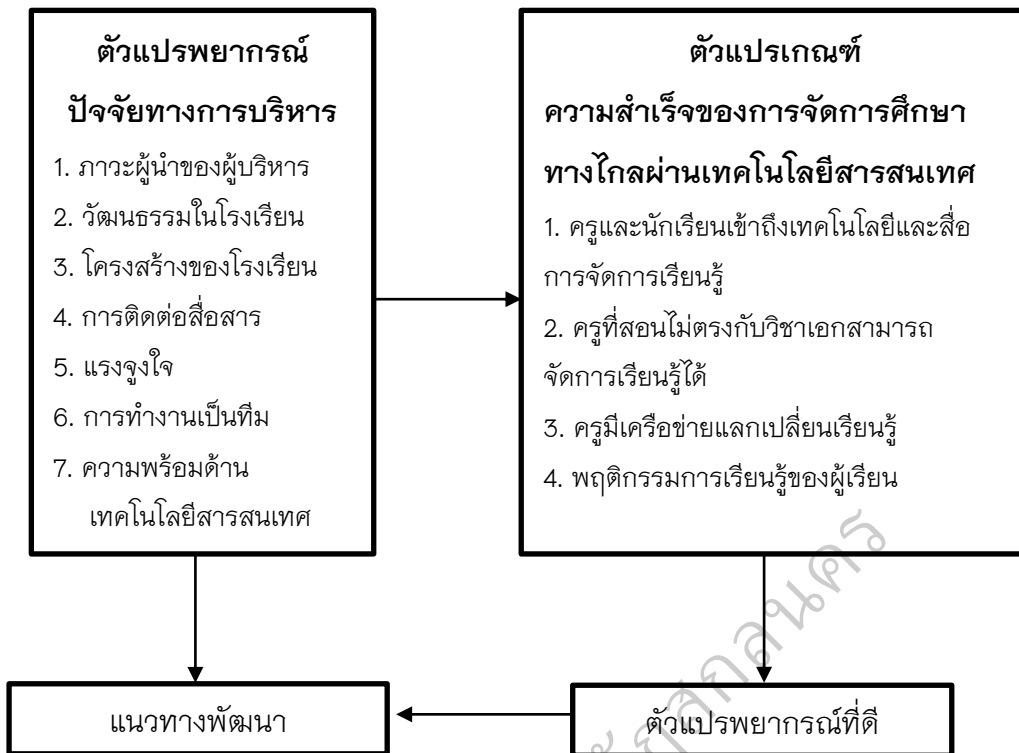 ตัวแปรพยากรณ์
ปัจจัยทางการบริหาร
1. ภาวะผู้นำของผู้บริหาร
2. วัฒนธรรมในโรงเรียน
3. โครงสร้างของโรงเรียน
4. การติดต่อสื่อสาร
5. แรงจูงใจ
6. การทำงานเป็นทีม
7. ความพร้อมด้าน
เทคโนโลยีสารสนเทศ
ตัวแปรเกณฑ์
ความสำเร็จของการจัดการศึกษา
ทางไกลผ่านเทคโนโลยีสารสนเทศ
1. ครูและนักเรียนเข้าถึงเทคโนโลยีและสื่อ
การจัดการเรียนรู้
2. ครูที่สอนไม่ตรงกับวิชาเอกสามารถ
จัดการเรียนรู้ได้
3. ครูมีเครือข่ายแลกเปลี่ยนเรียนรู้
4. พฤติกรรมการเรียนรู้ของผู้เรียน
แนวทางพัฒนา
ตัวแปรพยากรณ์ที่ดี